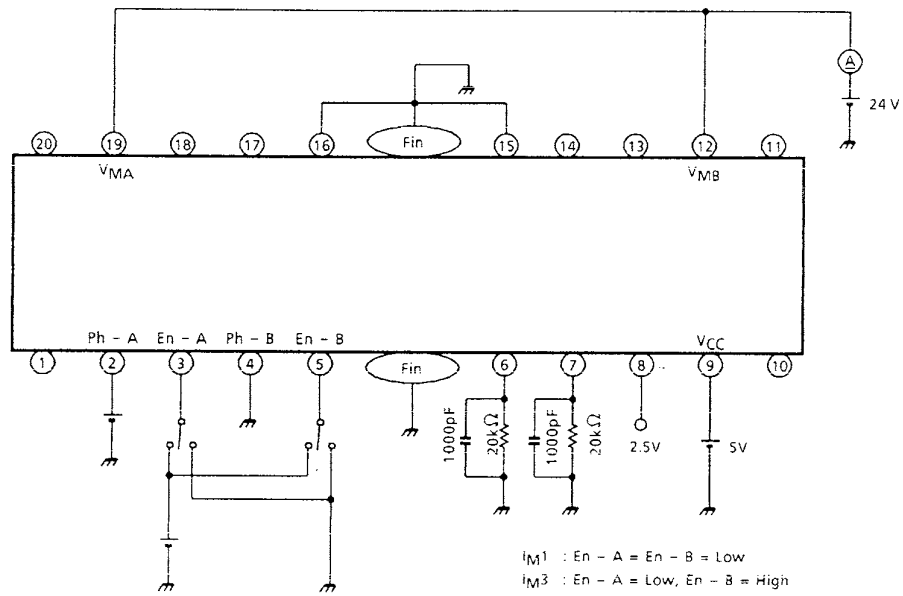 A
24 V
20 19 18 17 16 Fin 15 14 13 12 11
VMA VMB
Ph - A En - A Ph - B En - B VCC
1 2 3 4 5 Fin 6 7 8 9 10
1000pF 20kΩ 1000pF 20kΩ 2.5V 5V
iM1 : En - A = En - B = Low
iM3 : En - A = Low, En - B = High